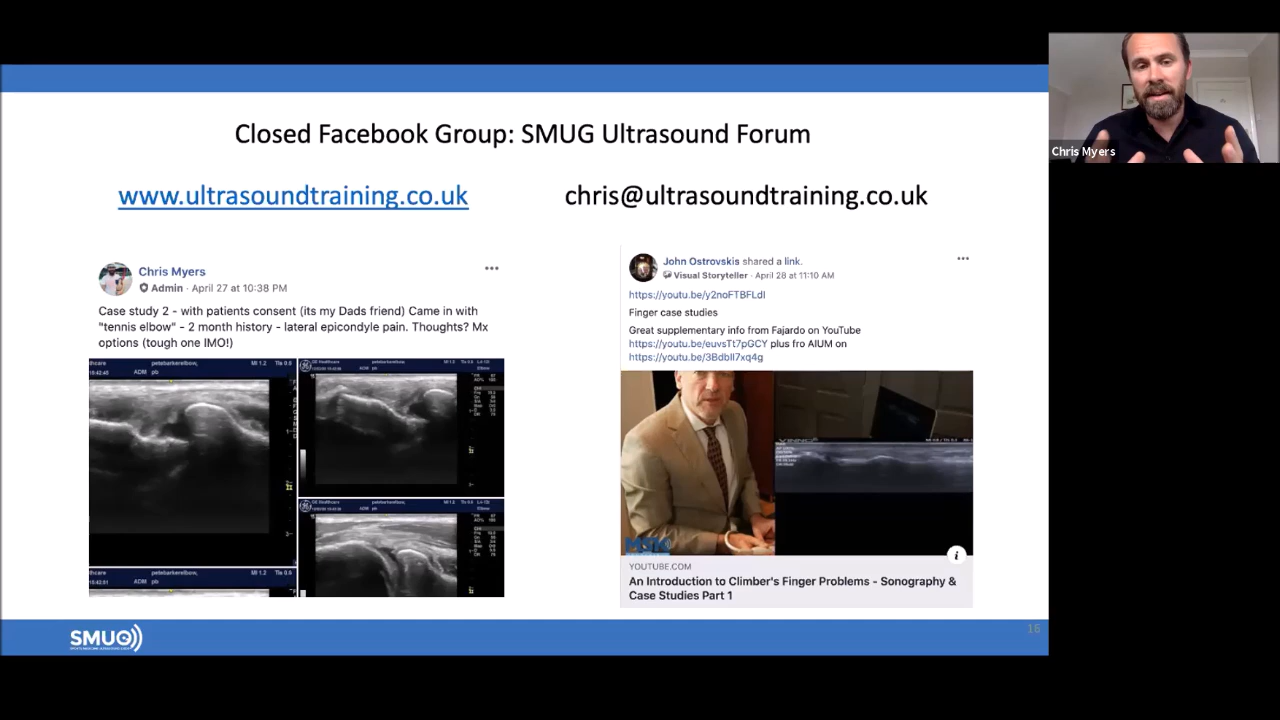 Closed Facebook Group: SMUG Ultrasound Forum
www.ultrasoundtraining.co.uk
chris@ultrasoundtraining.co.uk
Chris Myers
Admin · April 27 at 10:38 PM
Case study 2 - with patients consent (its my Dads friend) Came in with
"tennis elbow" - 2 month history - lateral epicondyle pain. Thoughts? Mx
options (tough one IMO!)
John Ostrovskis shared a link.
Visual Storyteller · April 28 at 11:10 AM
https://youtu.be/y2noFTBFLdI
Finger case studies
Great supplementary info from Fajardo on YouTube
https://youtu.be/euvsTt7pGCY plus fro AIUM on
https://youtu.be/3BdbII7xq4g
YOUTUBE.COM
An Introduction to Climber's Finger Problems - Sonography &
Case Studies Part 1
SMUG
16
Chris Myers